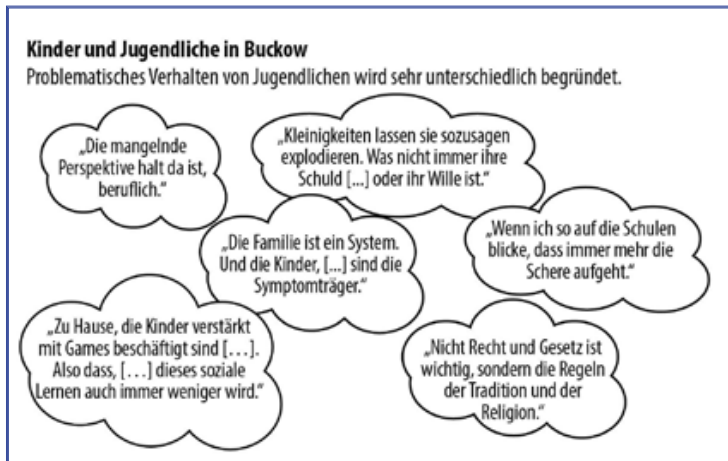 Kinder und Jugendliche in Buckow
Problematisches Verhalten von Jugendlichen wird sehr unterschiedlich begründet.
„Die mangelnde
Perspektive halt da ist,
beruflich.“
„Kleinigkeiten lassen sie sozusagen
explodieren. Was nicht immer ihre
Schuld [...] oder ihr Wille ist.“
„Die Familie ist ein System.
Und die Kinder, [...] sind die
Symptomträger.“
„Wenn ich so auf die Schulen
blicke, dass immer mehr die
Schere aufgeht.“
„Zu Hause, die Kinder verstärkt
mit Games beschäftigt sind [...].
Also dass, [...] dieses soziale
Lernen auch immer weniger wird.“
„Nicht Recht und Gesetz ist
wichtig, sondern die Regeln
der Tradition und der
Religion.“